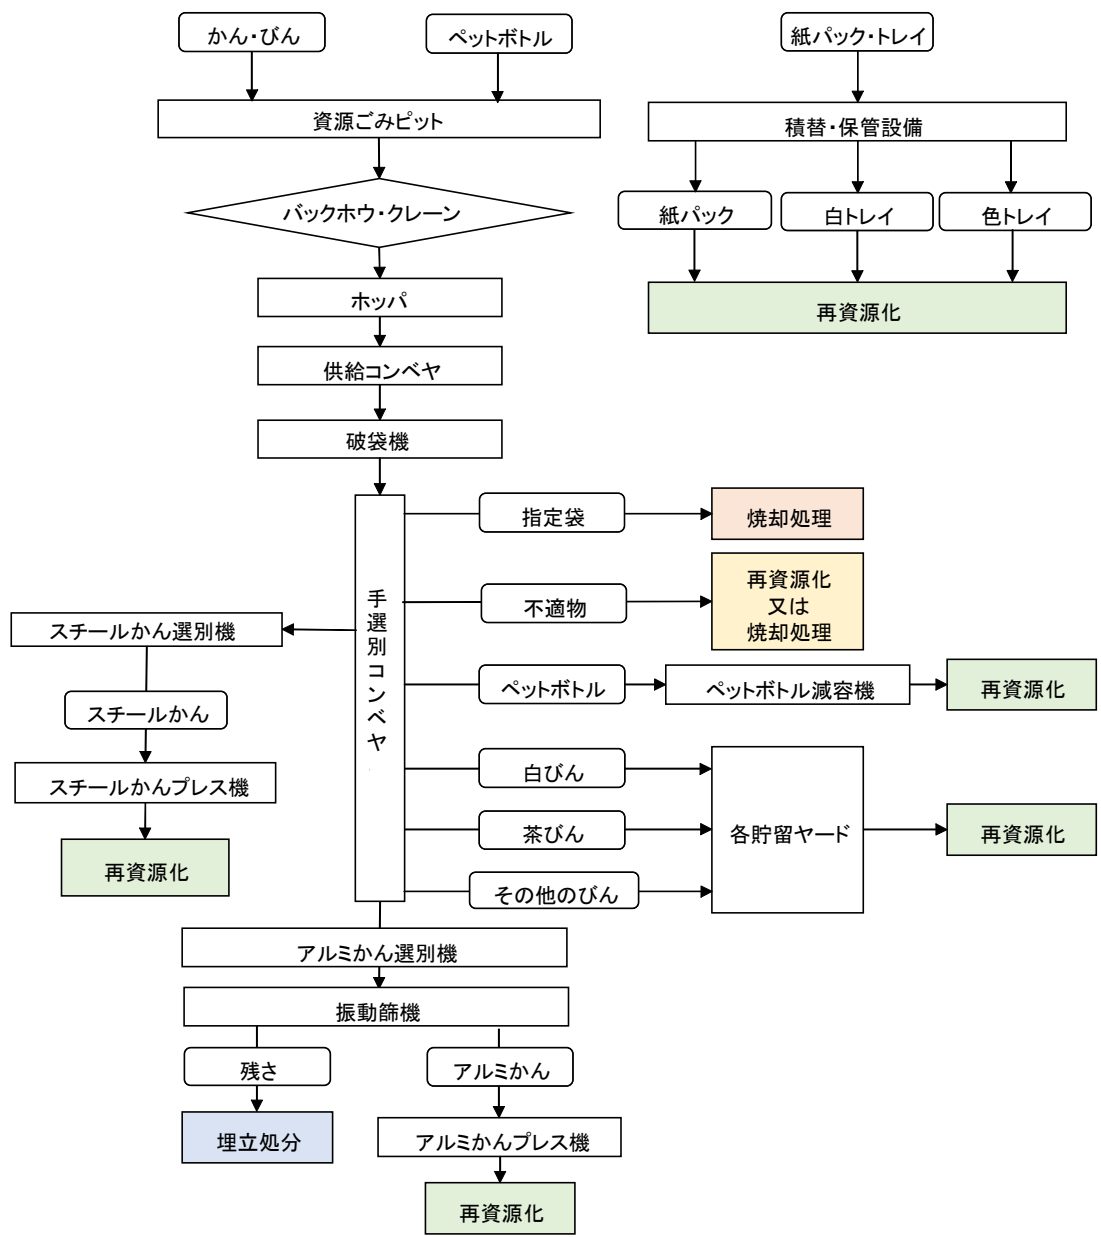 かん・びん
ペットボトル
紙パック・トレイ
資源ごみピット
積替・保管設備
バックホウ・クレーン
紙パック
白トレイ
色トレイ
ホッパ
再資源化
供給コンベヤ
破袋機
手選別コンベヤ
指定袋
焼却処理
不適物
再資源化
又は
焼却処理
スチールかん選別機
ペットボトル
ペットボトル減容機
再資源化
スチールかん
白びん
スチールかんプレス機
茶びん
各貯留ヤード
再資源化
再資源化
その他のびん
アルミかん選別機
振動篩機
残さ
アルミかん
埋立処分
アルミかんプレス機
再資源化